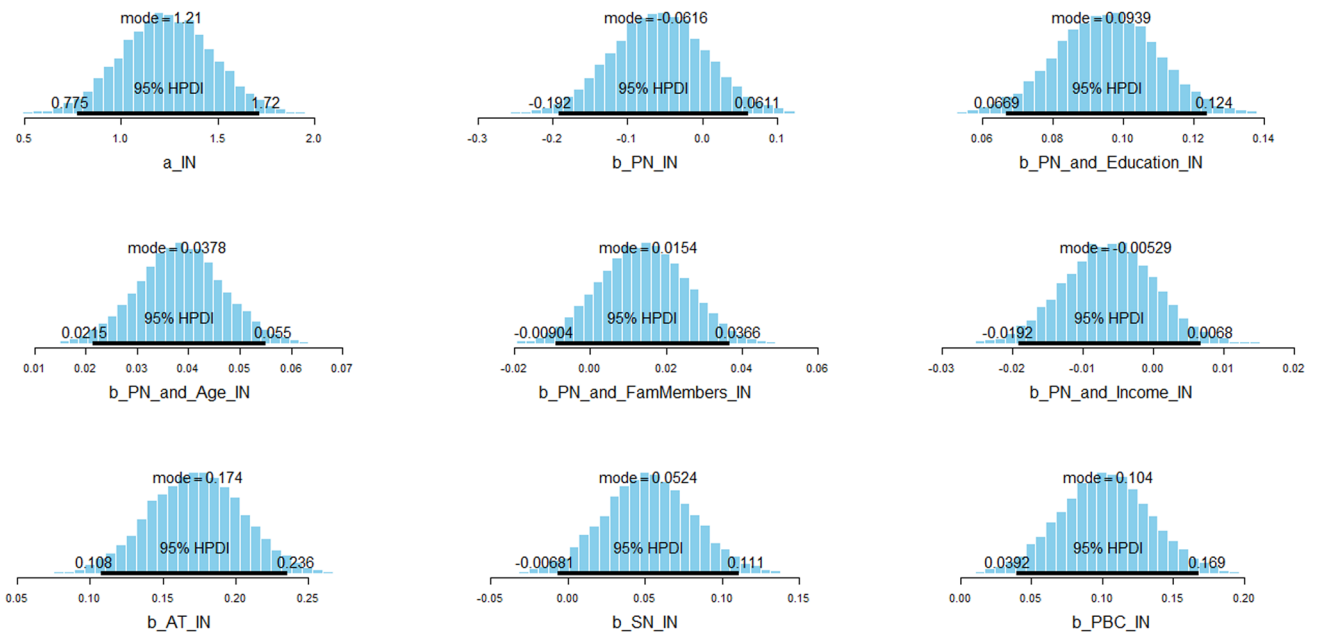 mode = 1.21
95% HPDI
0.775 1.72
0.5 1.0 1.5 2.0
a_IN
mode = -0.0616
95% HPDI
-0.192 0.0611
-0.3 -0.2 -0.1 0.0 0.1
b_PN_IN
mode = 0.0939
95% HPDI
0.0669 0.124
0.06 0.08 0.10 0.12 0.14
b_PN_and_Education_IN
mode = 0.0378
95% HPDI
0.0215 0.055
0.01 0.02 0.03 0.04 0.05 0.06 0.07
b_PN_and_Age_IN
mode = 0.0154
95% HPDI
-0.00904 0.0366
-0.02 0.00 0.02 0.04 0.06
b_PN_and_FamMembers_IN
mode = -0.00529
95% HPDI
-0.0192 0.0068
-0.03 -0.02 -0.01 0.00 0.01 0.02
b_PN_and_Income_IN
mode = 0.174
95% HPDI
0.108 0.236
0.05 0.10 0.15 0.20 0.25
b_AT_IN
mode = 0.0524
95% HPDI
-0.00681 0.111
-0.05 0.00 0.05 0.10 0.15
b_SN_IN
mode = 0.104
95% HPDI
0.0392 0.169
0.00 0.05 0.10 0.15 0.20
b_PBC_IN